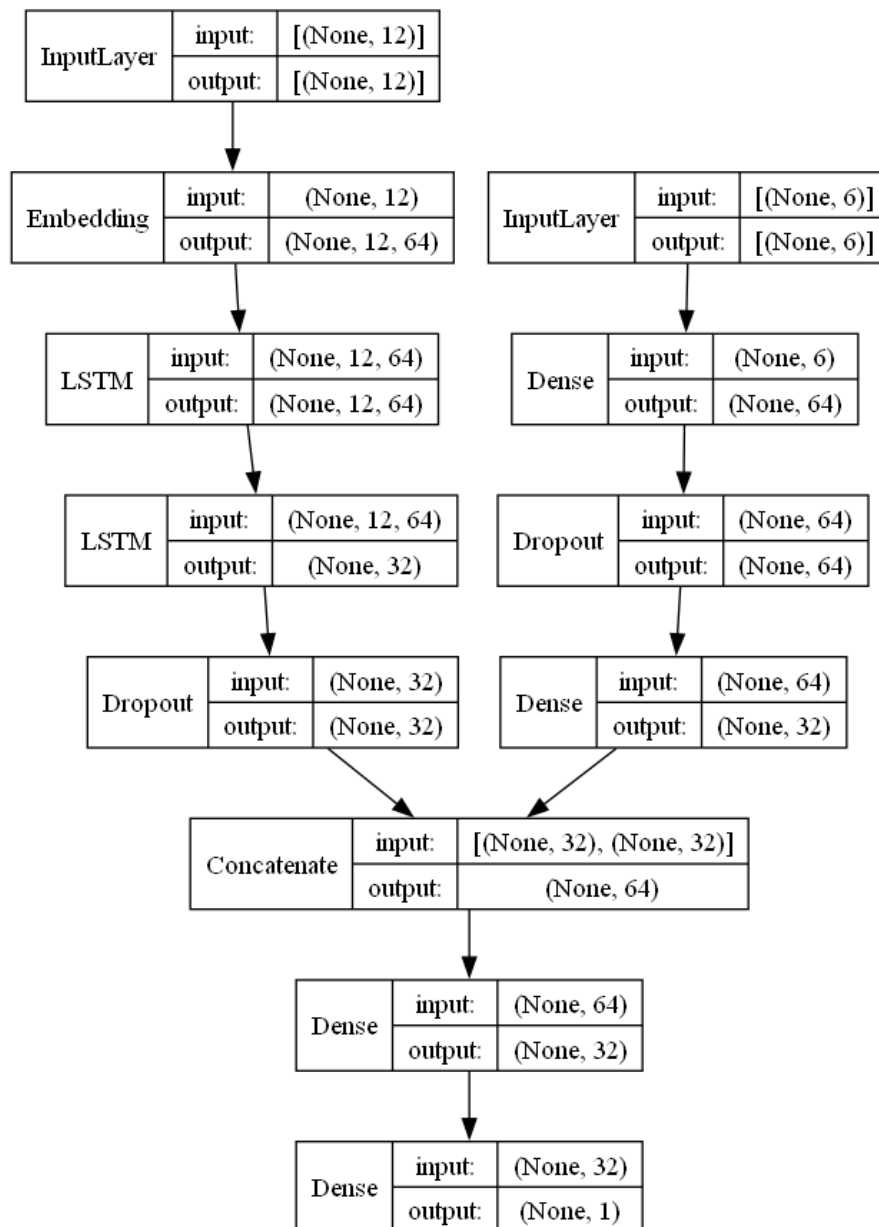 InputLayer
input: [(None, 12)]
output: [(None, 12)]
Embedding
input: (None, 12)
output: (None, 12, 64)
InputLayer
input: [(None, 6)]
output: [(None, 6)]
LSTM
input: (None, 12, 64)
output: (None, 12, 64)
Dense
input: (None, 6)
output: (None, 64)
LSTM
input: (None, 12, 64)
output: (None, 32)
Dropout
input: (None, 64)
output: (None, 64)
Dropout
input: (None, 32)
output: (None, 32)
Dense
input: (None, 64)
output: (None, 32)
Concatenate
input: [(None, 32), (None, 32)]
output: (None, 64)
Dense
input: (None, 64)
output: (None, 32)
Dense
input: (None, 32)
output: (None, 1)